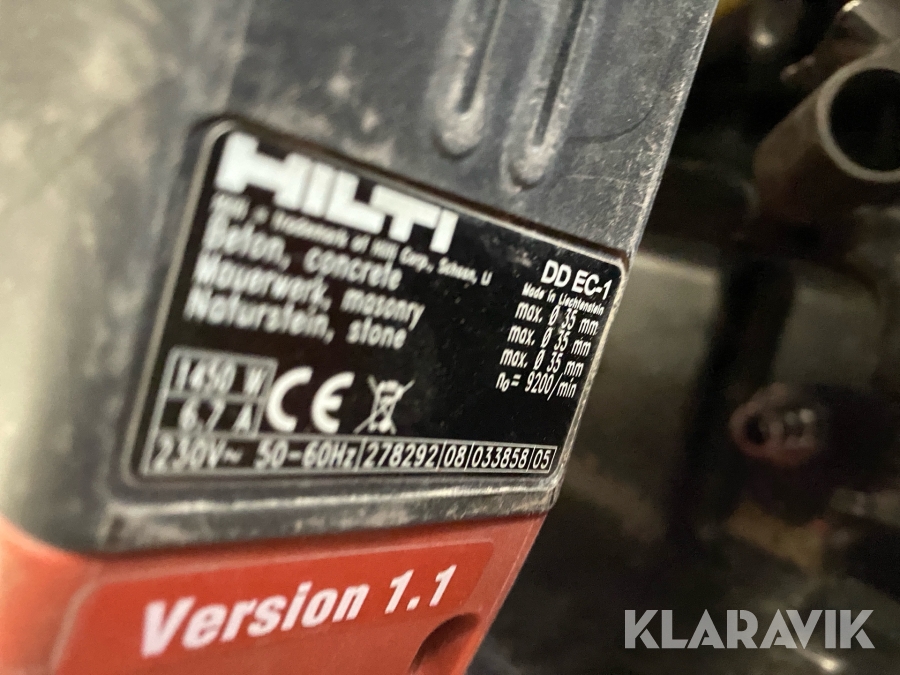 HILTI
Hilti = trademark of Hilti Corp., Schaan, LI
DD EC-1
Made in Liechtenstein
Beton, concrete max. Ø 35 mm
Mauerwerk, masonry max. Ø 35 mm
Naturstein, stone max. Ø 35 mm
n₀ = 9200/min
1450 W
6.7 A
CE
230V~ 50-60Hz 278292 08 033858 05
Version 1.1
KLARAVIK